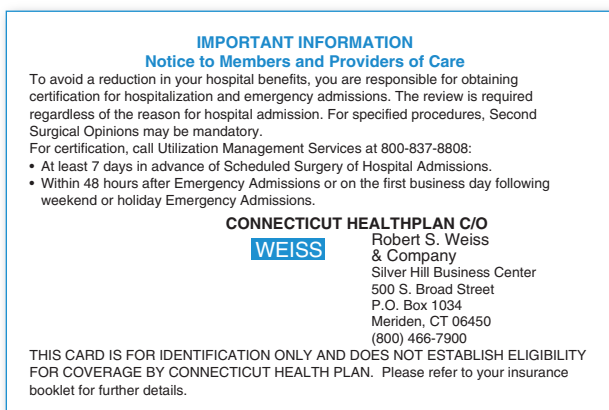 IMPORTANT INFORMATION
Notice to Members and Providers of Care
To avoid a reduction in your hospital benefits, you are responsible for obtaining
certification for hospitalization and emergency admissions. The review is required
regardless of the reason for hospital admission. For specified procedures, Second
Surgical Opinions may be mandatory.
For certification, call Utilization Management Services at 800-837-8808:
• At least 7 days in advance of Scheduled Surgery of Hospital Admissions.
• Within 48 hours after Emergency Admissions or on the first business day following
weekend or holiday Emergency Admissions.
CONNECTICUT HEALTHPLAN C/O
WEISS
Robert S. Weiss
& Company
Silver Hill Business Center
500 S. Broad Street
P.O. Box 1034
Meriden, CT 06450
(800) 466-7900
THIS CARD IS FOR IDENTIFICATION ONLY AND DOES NOT ESTABLISH ELIGIBILITY
FOR COVERAGE BY CONNECTICUT HEALTH PLAN.  Please refer to your insurance
booklet for further details.